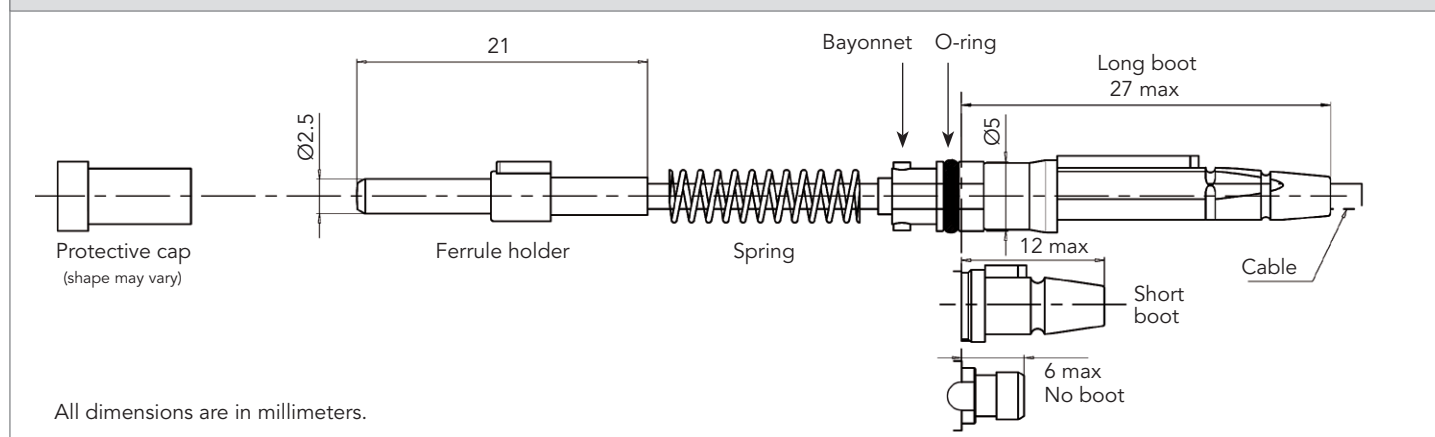 21
Bayonnet
O-ring
Long boot
27 max
Ø2.5
Ø5
Protective cap
(shape may vary)
Ferrule holder
Spring
12 max
Cable
Short
boot
6 max
No boot
All dimensions are in millimeters.